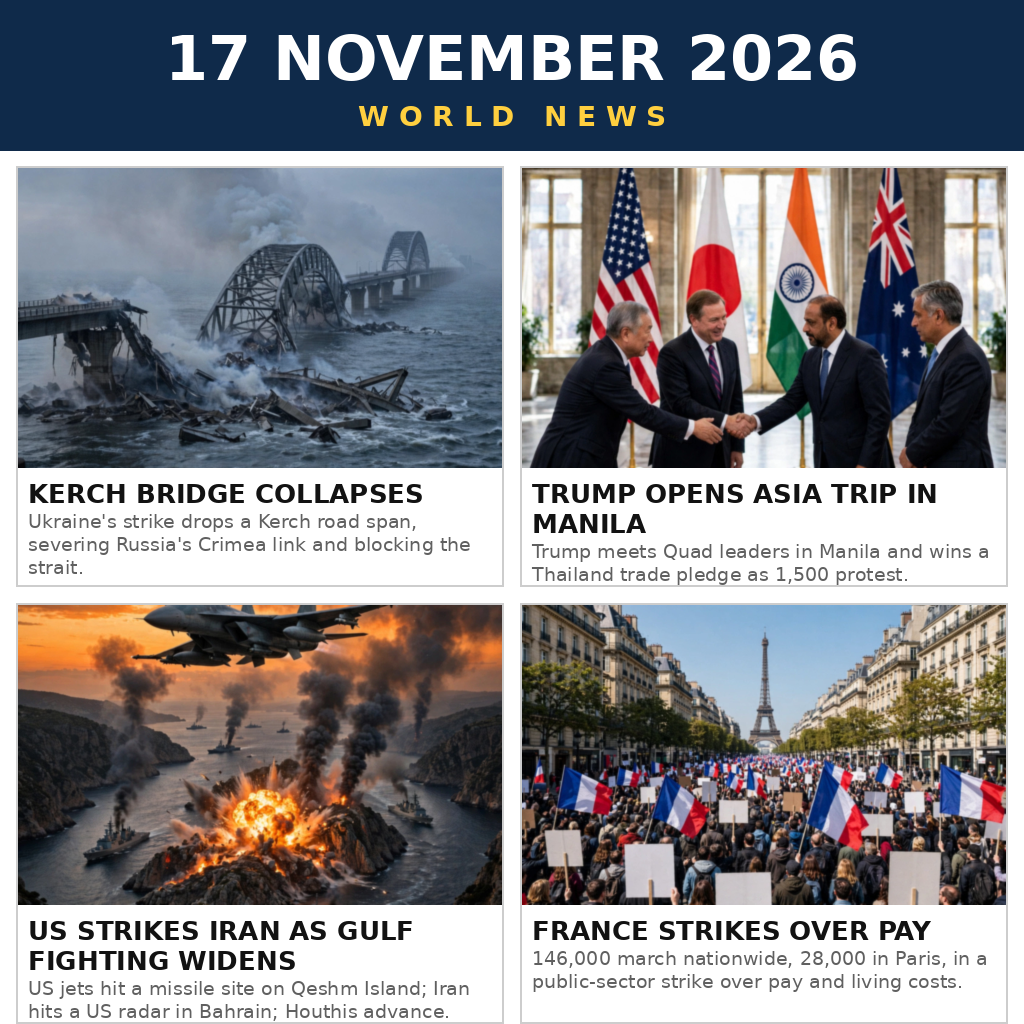 17 NOVEMBER 2026
WORLD NEWS
KERCH BRIDGE COLLAPSES
Ukraine's strike drops a Kerch road span,
severing Russia's Crimea link and blocking the
strait.
TRUMP OPENS ASIA TRIP IN
MANILA
Trump meets Quad leaders in Manila and wins a
Thailand trade pledge as 1,500 protest.
US STRIKES IRAN AS GULF
FIGHTING WIDENS
US jets hit a missile site on Qeshm Island; Iran
hits a US radar in Bahrain; Houthis advance.
FRANCE STRIKES OVER PAY
146,000 march nationwide, 28,000 in Paris, in a
public-sector strike over pay and living costs.